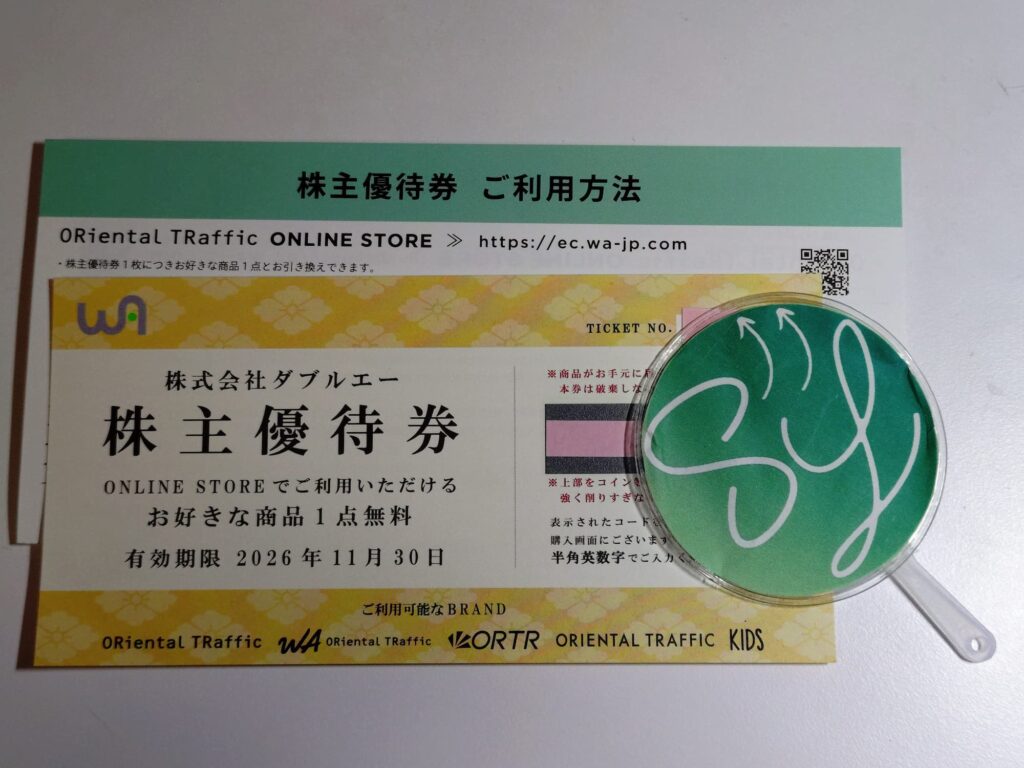 株主優待券 ご利用方法
ORiental TRaffic ONLINE STORE ≫ https://ec.wa-jp.com
・株主優待券1枚につきお好きな商品1点とお引き換えできます。
WA
TICKET NO.
株式会社ダブルエー
株主優待券
ONLINE STOREでご利用いただける
お好きな商品1点無料
有効期限 2026年11月30日
※商品がお手元に
本券は破棄しな
※上部をコイン
強く削りすぎな
表示されたコード
購入画面にございます
半角英数字でご入力く
Sy
ご利用可能なBRAND
ORiental TRaffic WA ORiental TRaffic ORTR ORIENTAL TRAFFIC KIDS